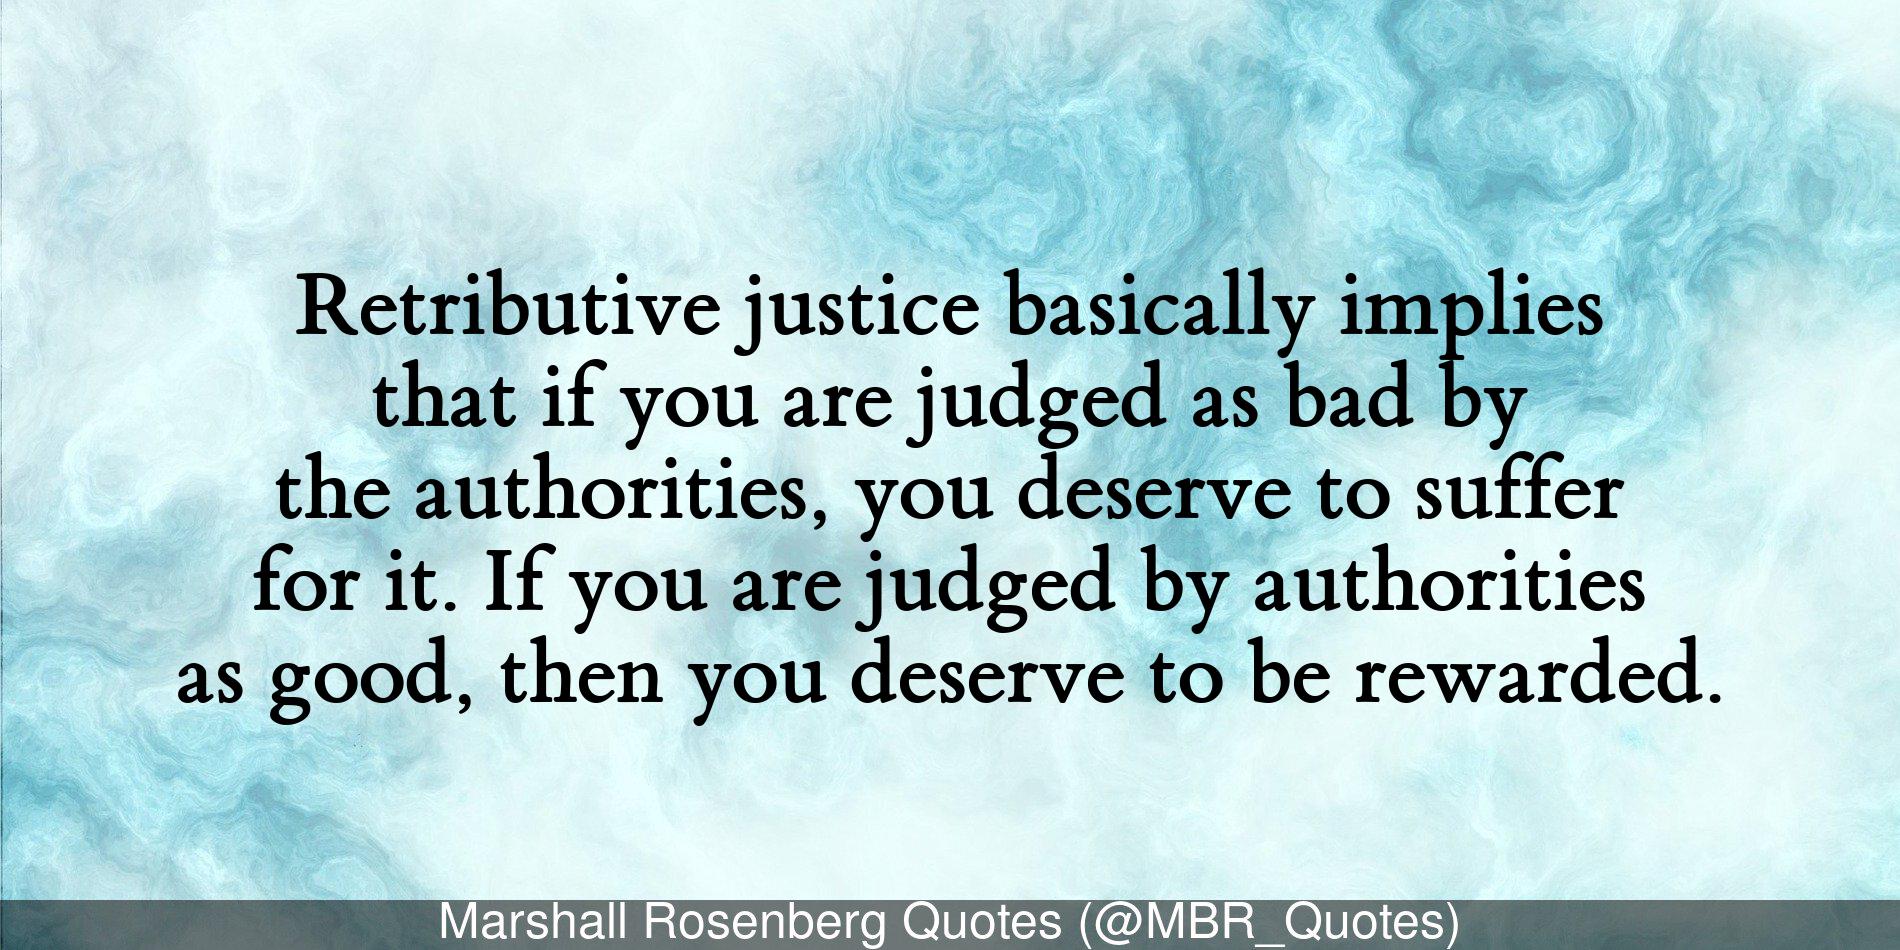 Retributive justice basically implies
that if you are judged as bad by
the authorities, you deserve to suffer
for it. If you are judged by authorities
as good, then you deserve to be rewarded.
Marshall Rosenberg Quotes (@MBR_Quotes)